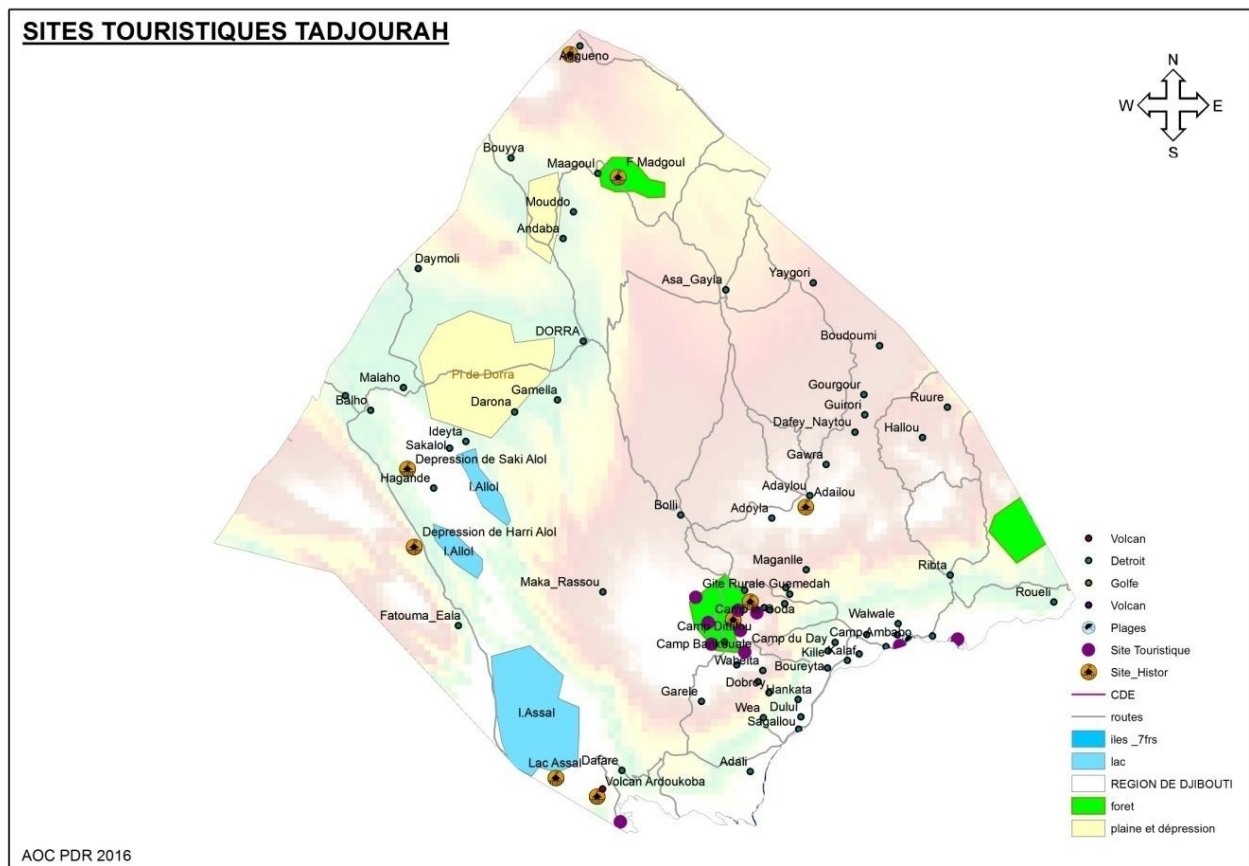 SITES TOURISTIQUES TADJOURAH
N
W E
S
Bouyya
Maagoul
F Madgoul
Mouddo
Andaba
Daymoli
Asa_Gayla
Yaygori
DORRA
Boudoumi
Pl de Dorra
Malaho
Gamella
Gourgour
Balho
Darona
Guirori
Ruure
Dafey_Naytou
Hallou
Ideyta
Sakalol
Depression de Saki Alol
Gawra
Hagande
I.Allol
Adaylou
Adailou
Bolli
Adoyla
Depression de Harri Alol
I.Allol
Maganlle
Ribta
Maka_Rassou
Gite Rurale Guemedah
Roueli
Fatouma_Eala
Walwale
Camp Dittilou
Camp du Day
Camp Ambabo
Camp Bankouale
Kille
Kalaf
Boureyta
Dobrey
Garele
Hankata
I.Assal
Wea
Dulul
Sagallou
Lac Assal
Dafare
Adali
Volcan Ardoukoba
Volcan
Detroit
Golfe
Volcan
Plages
Site Touristique
Site_Histor
CDE
routes
iles _7frs
lac
REGION DE DJIBOUTI
foret
plaine et dépression
AOC PDR 2016